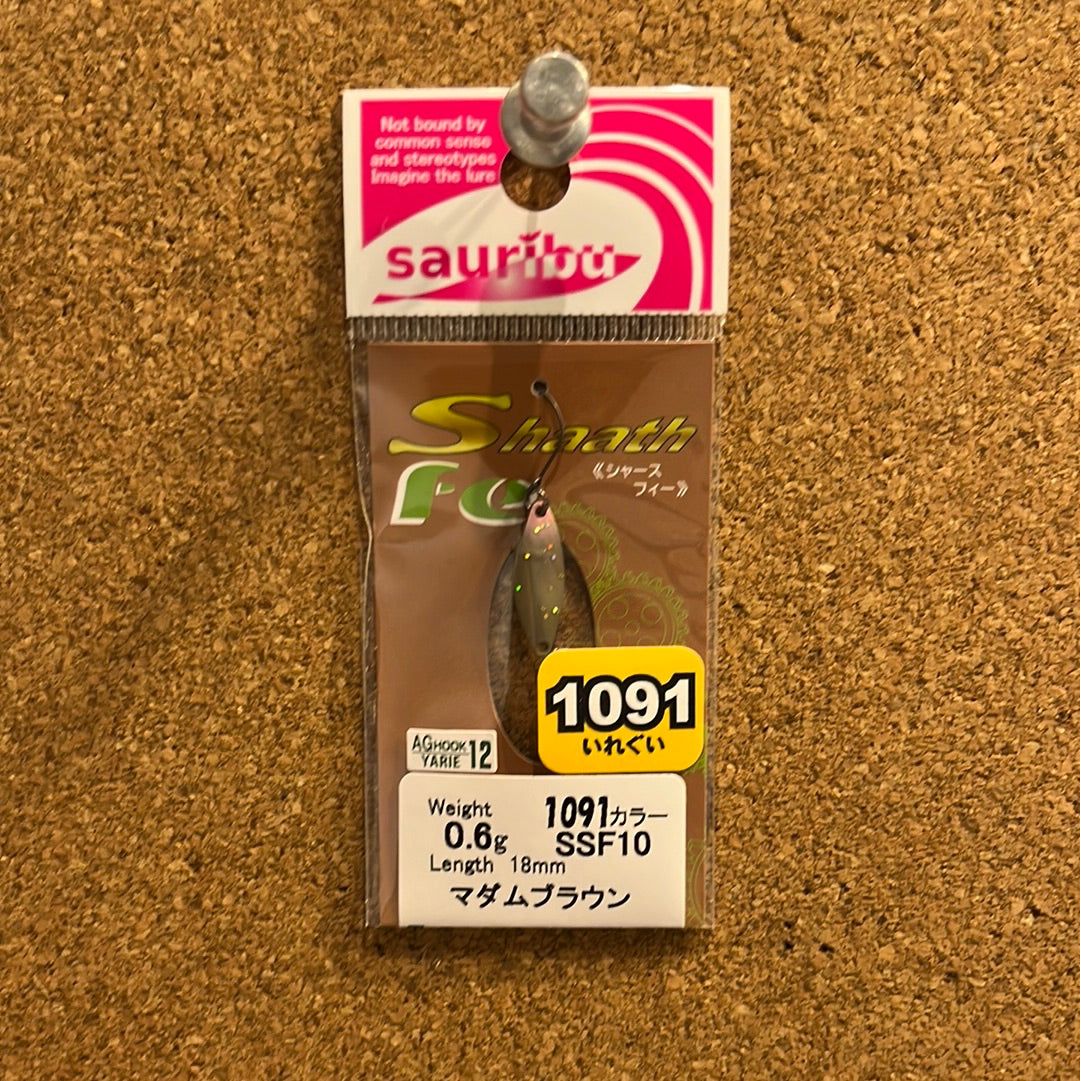 Not bound by
common sense
and stereotypes
Imagine the lure
sauribu
Shaath
《シャース
フィー》
Fe
1091
いれぐい
AGHOOK
YARIE 12
Weight 1091カラー
0.6g SSF10
Length 18mm
マダムブラウン